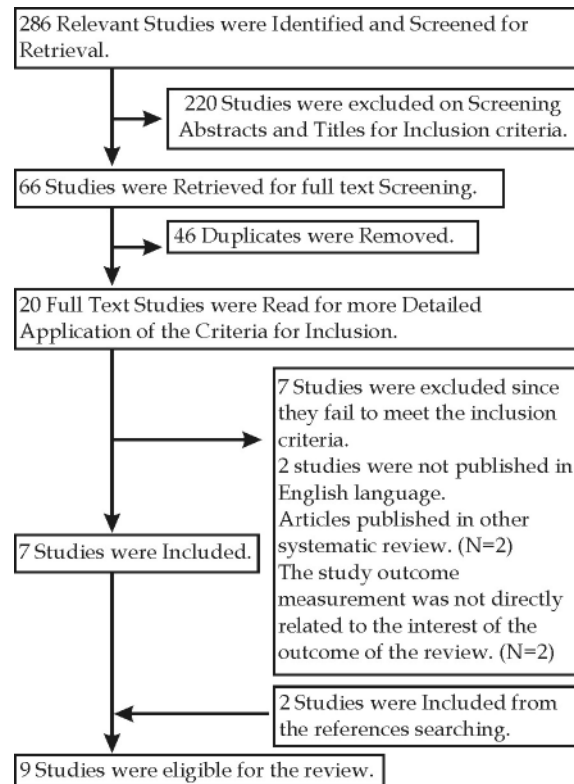 286 Relevant Studies were Identified and Screened for
Retrieval.
220 Studies were excluded on Screening
Abstracts and Titles for Inclusion criteria.
66 Studies were Retrieved for full text Screening.
46 Duplicates were Removed.
20 Full Text Studies were Read for more Detailed
Application of the Criteria for Inclusion.
7 Studies were excluded since
they fail to meet the inclusion
criteria.
2 studies were not published in
English language.
Articles published in other
systematic review. (N=2)
The study outcome
measurement was not directly
related to the interest of the
outcome of the review. (N=2)
7 Studies were Included.
2 Studies were Included from
the references searching.
9 Studies were eligible for the review.